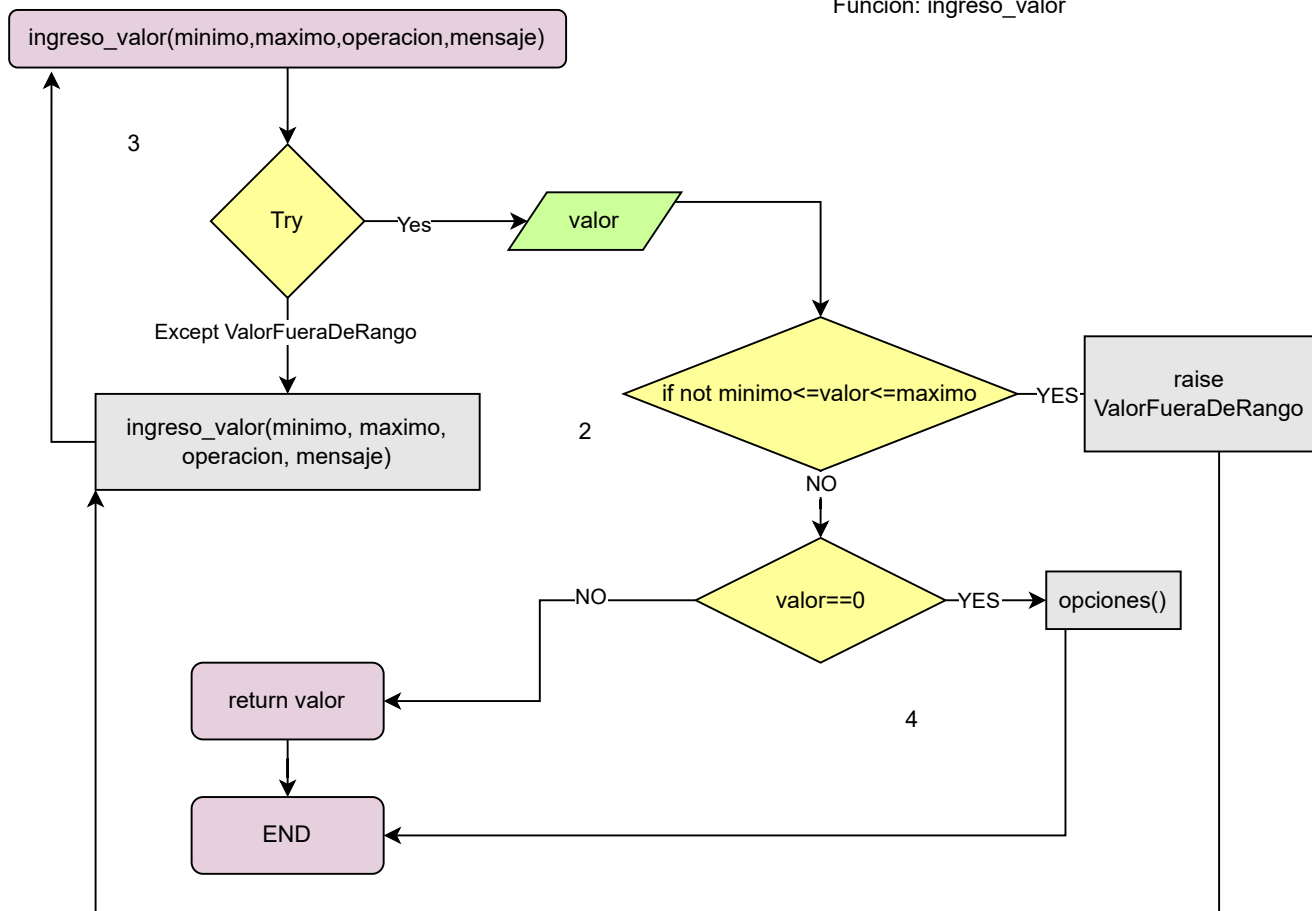 Funcion: ingreso_valor
ingreso_valor(minimo,maximo,operacion,mensaje)
3
Try
Yes
valor
Except ValorFueraDeRango
ingreso_valor(minimo, maximo,
operacion, mensaje)
if not minimo<=valor<=maximo
YES
raise
ValorFueraDeRango
2
NO
valor==0
YES
opciones()
NO
return valor
4
END